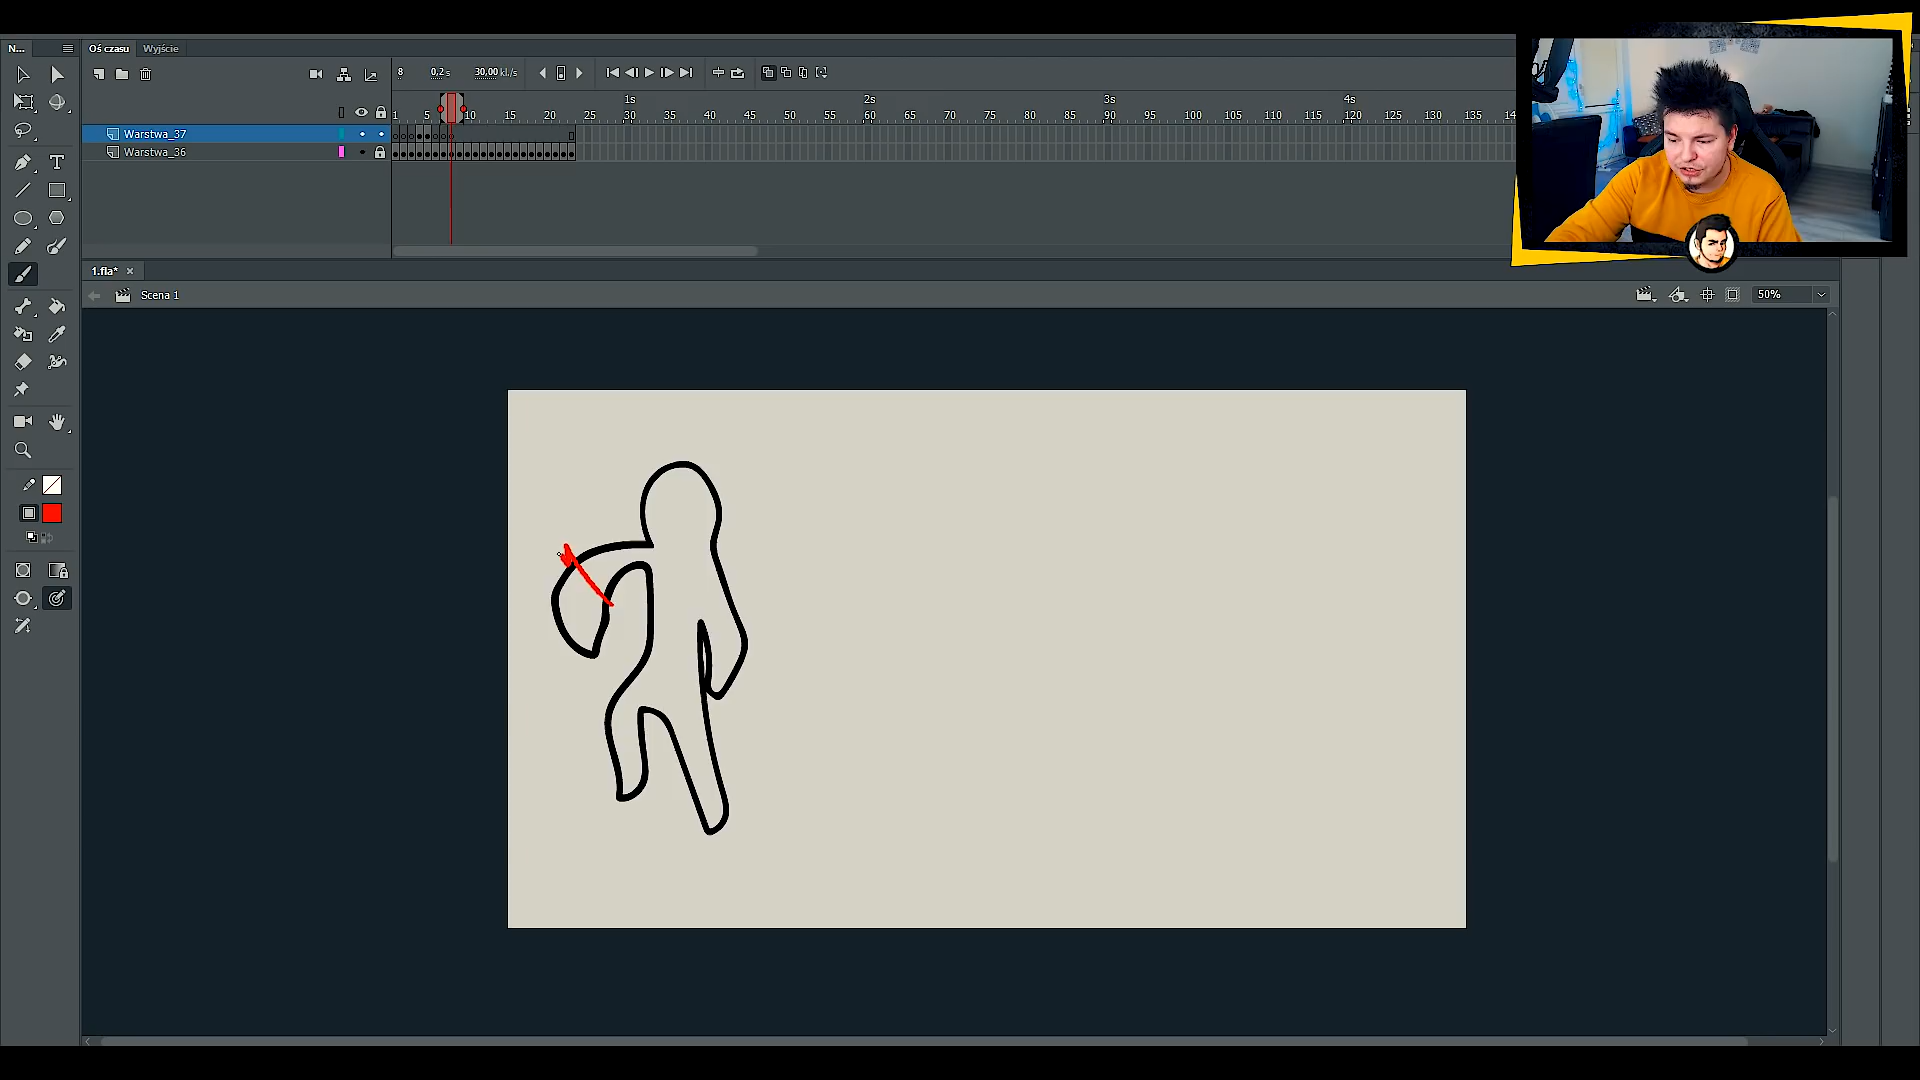 N...
Oś czasu
Wyjście
8
0,2 s
30,00 kl./s
1s
2s
3s
4s
1 5 10 15 20 25 30 35 40 45 50 55 60 65 70 75 80 85 90 95 100 105 110 115 120 125 130 135
Warstwa_37
Warstwa_36
1.fla*
Scena 1
50%